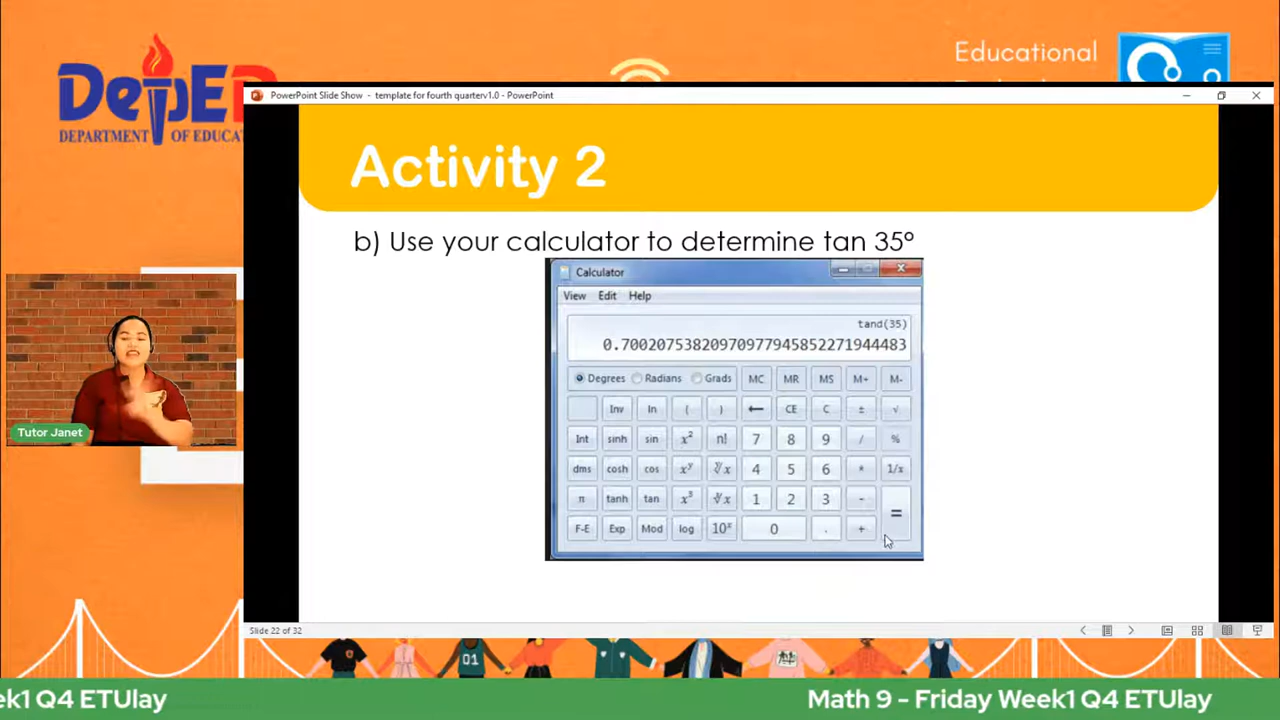 Educational
DepED
DEPARTMENT OF EDUCAT
PowerPoint Slide Show - template for fourth quarterv1.0 - PowerPoint
Activity 2
b) Use your calculator to determine tan 35º
Calculator
View Edit Help
tand(35)
0.70020753820970977945852271944483
Degrees Radians Grads MC MR MS M+ M-
Inv ln ( ) ← CE C ± √
Int sinh sin x² n! 7 8 9 / %
dms cosh cos xʸ ʸ√x 4 5 6 * 1/x
π tanh tan x³ ³√x 1 2 3 - =
F-E Exp Mod log 10ˣ 0 . +
Tutor Janet
Slide 22 of 32
01
ek1 Q4 ETUlay
Math 9 - Friday Week1 Q4 ETUlay